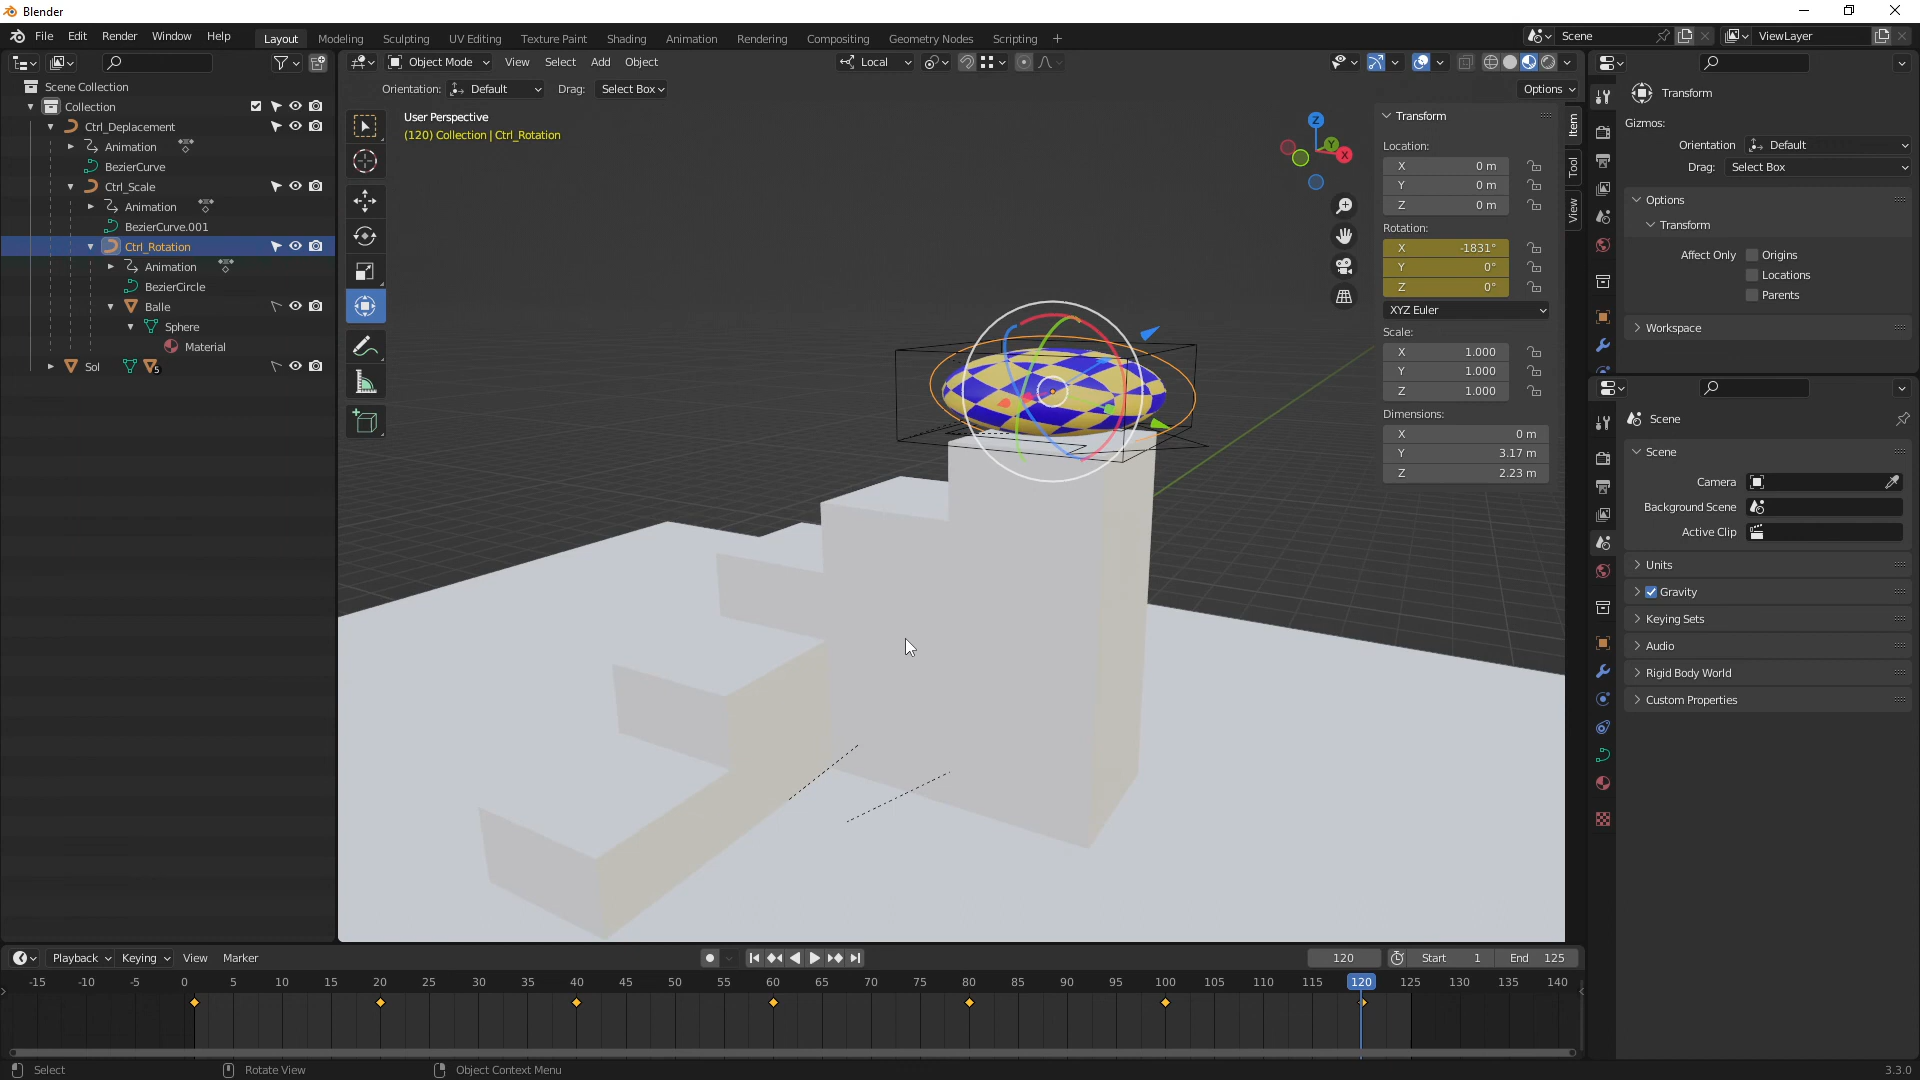 Blender
File Edit Render Window Help
Layout Modeling Sculpting UV Editing Texture Paint Shading Animation Rendering Compositing Geometry Nodes Scripting +
Scene
ViewLayer
Scene Collection
Collection
Ctrl_Displacement
Animation
BezierCurve
Ctrl_Scale
Animation
BezierCurve.001
Ctrl_Rotation
Animation
BezierCircle
Balle
Sphere
Material
Sol
5
Object Mode View Select Add Object
Local
Orientation: Default Drag: Select Box
Options
User Perspective
(120) Collection | Ctrl_Rotation
Z
Y
X
Transform
Location:
X 0 m
Y 0 m
Z 0 m
Rotation:
X -1831°
Y 0°
Z 0°
XYZ Euler
Scale:
X 1.000
Y 1.000
Z 1.000
Dimensions:
X 0 m
Y 3.17 m
Z 2.23 m
Item
Tool
View
Transform
Gizmos:
Orientation Default
Drag: Select Box
Options
Transform
Affect Only Origins
Locations
Parents
Workspace
Scene
Scene
Camera
Background Scene
Active Clip
Units
Gravity
Keying Sets
Audio
Rigid Body World
Custom Properties
Playback Keying View Marker
120 Start 1 End 125
-15 -10 -5 0 5 10 15 20 25 30 35 40 45 50 55 60 65 70 75 80 85 90 95 100 105 110 115 120 125 130 135 140
Select Rotate View Object Context Menu
3.3.0